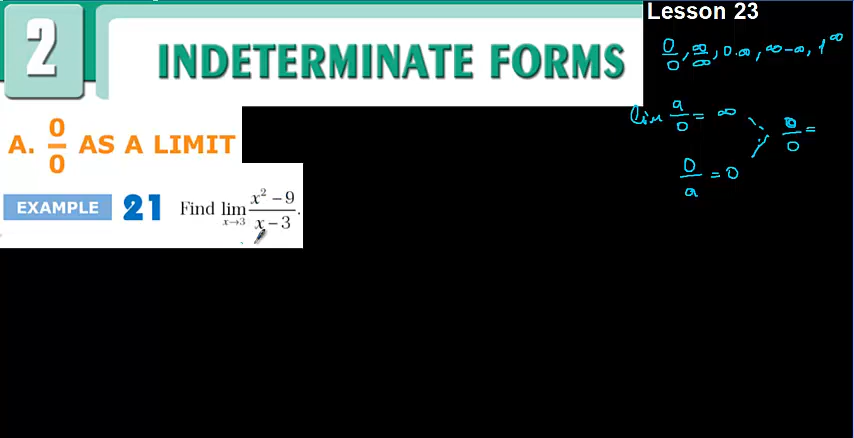 Lesson 23
2
INDETERMINATE FORMS
0/0, ∞/∞, 0·∞, ∞-∞, 1^∞
lim a/0 = ∞
0/0 =
0/a = 0
A. 0/0 AS A LIMIT
EXAMPLE 21 Find lim x→3 (x² − 9)/(x − 3).